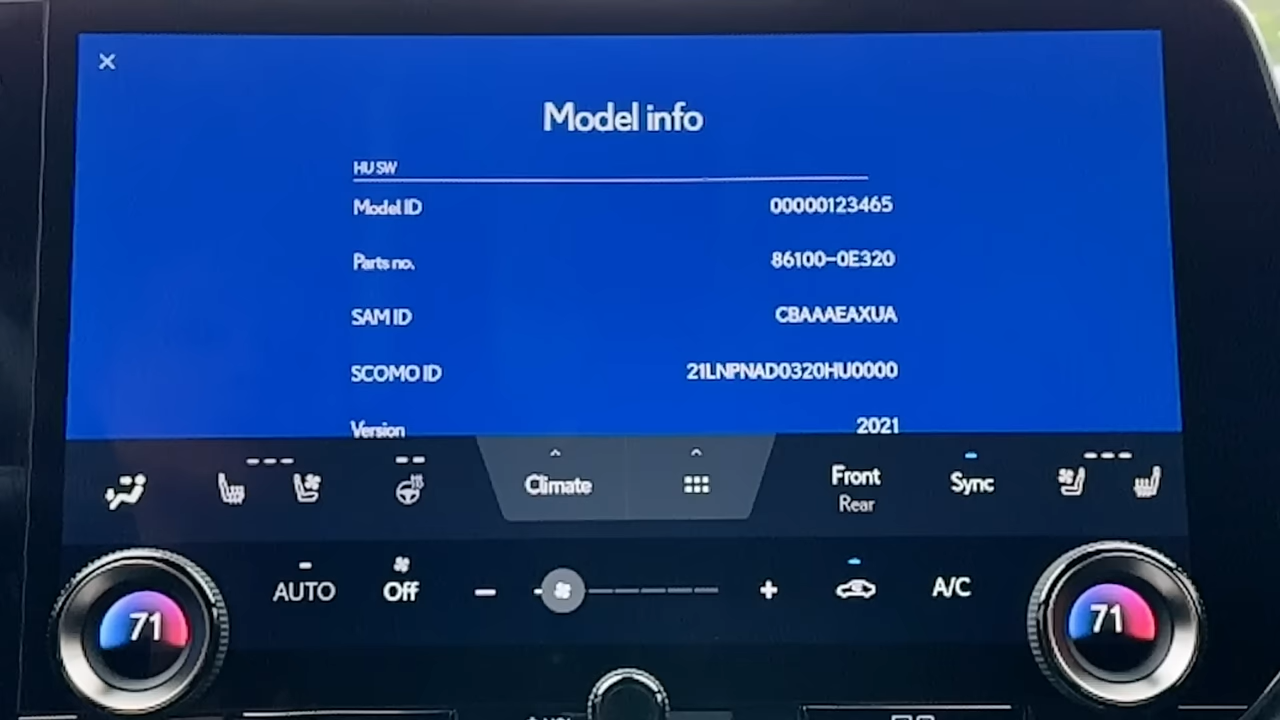 Model info
HU SW
Model ID 00000123465
Parts no. 86100-0E320
SAM ID CBAAAEAXUA
SCOMO ID 21LNPNAD0320HU0000
Version 2021
Climate
Front
Rear
Sync
AUTO
Off
A/C
71
71